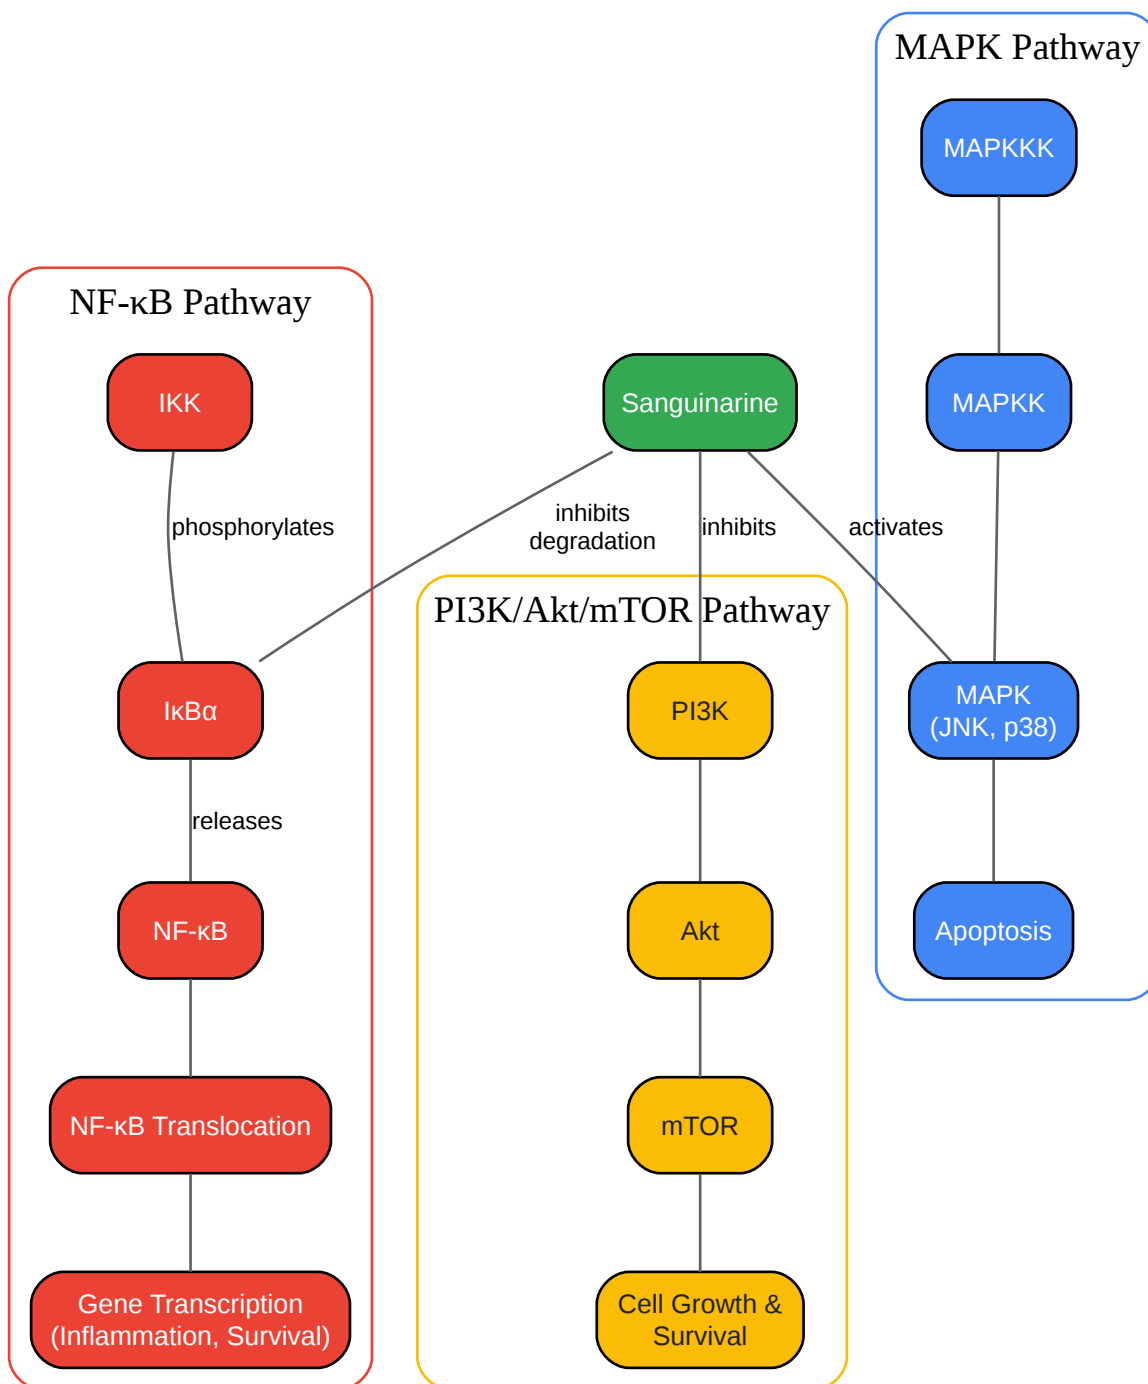 MAPK Pathway
MAPKKK
NF-κB Pathway
IKK
Sanguinarine
MAPKK
phosphorylates
inhibits
degradation
inhibits
activates
PI3K/Akt/mTOR Pathway
IκBα
PI3K
MAPK
(JNK, p38)
releases
NF-κB
Akt
Apoptosis
NF-κB Translocation
mTOR
Gene Transcription
(Inflammation, Survival)
Cell Growth &
Survival